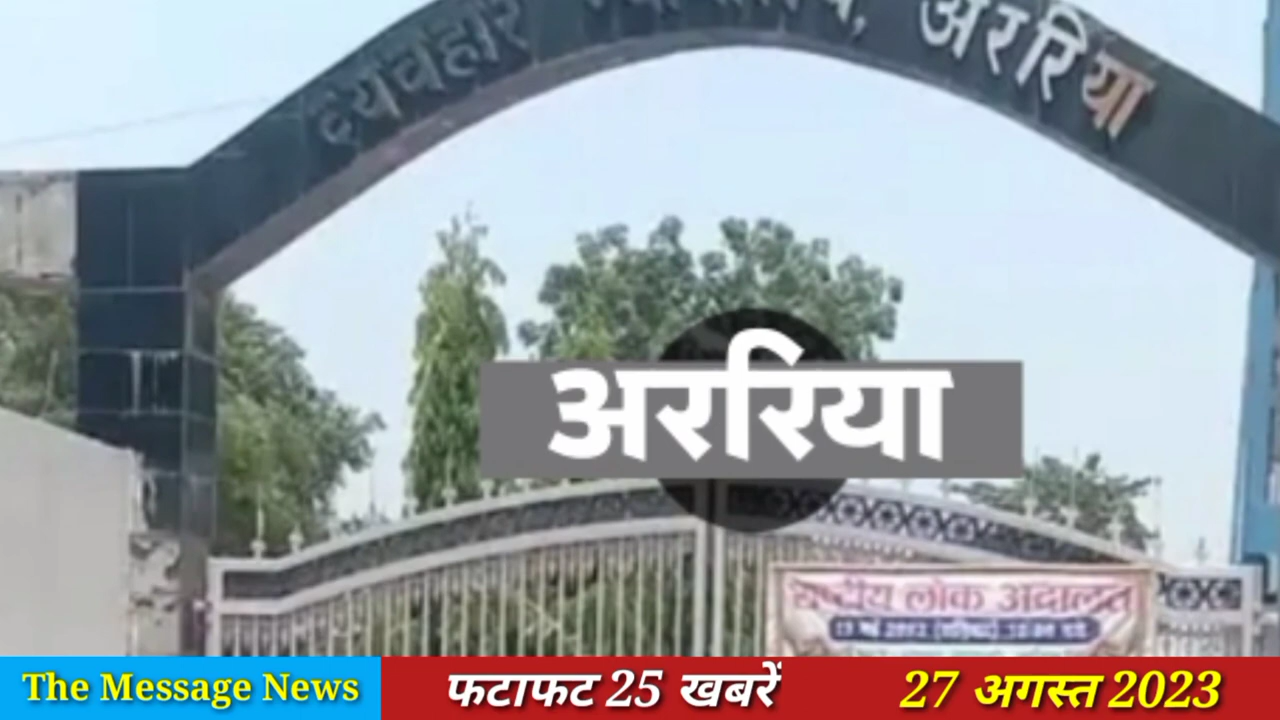 व्यवहार न्यायालय, अररिया
अररिया
राष्ट्रीय लोक अदालत
The Message News फटाफट 25 खबरें 27 अगस्त 2023